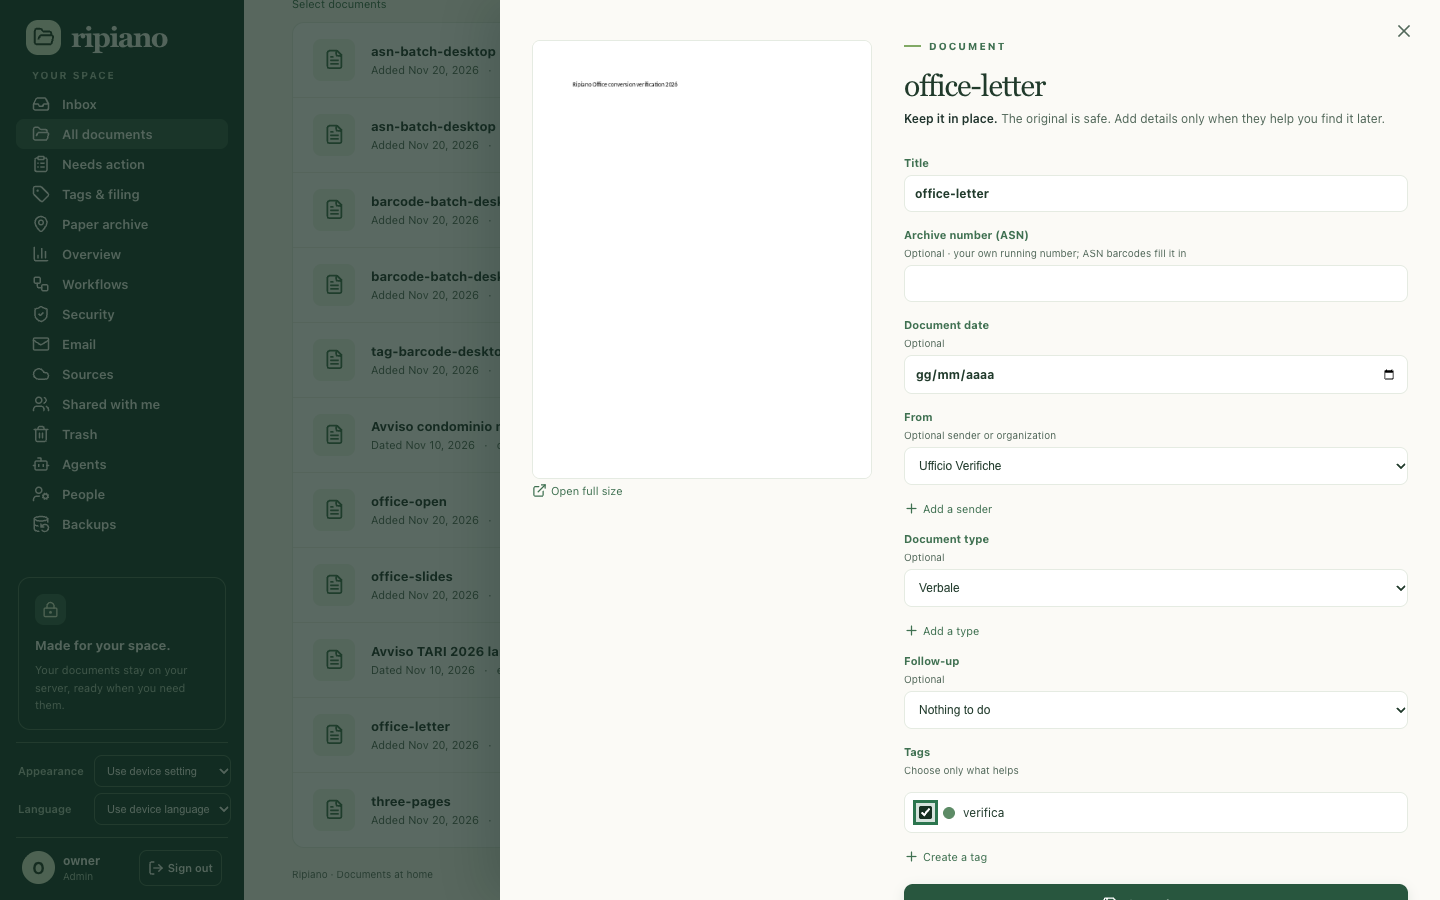 ripiano
YOUR SPACE
Inbox
All documents
Needs action
Tags & filing
Paper archive
Overview
Workflows
Security
Email
Sources
Shared with me
Trash
Agents
People
Backups
Made for your space.
Your documents stay on your
server, ready when you need
them.
Appearance
Use device setting
Language
Use device language
O
owner
Admin
Sign out
Select documents
asn-batch-desktop
Added Nov 20, 2026 ·
asn-batch-desktop
Added Nov 20, 2026 ·
Added Nov 20, 2026 ·
Added Nov 20, 2026 ·
Added Nov 20, 2026 ·
Avviso condominio
Dated Nov 10, 2026 ·
office-open
Added Nov 20, 2026 ·
office-slides
Added Nov 20, 2026 ·
Avviso TARI 2026
Dated Nov 10, 2026 ·
office-letter
Added Nov 20, 2026 ·
three-pages
Added Nov 20, 2026 ·
Ripiano · Documents at home
Ripiano Office conversion verification 2026
Open full size
DOCUMENT
office-letter
Keep it in place. The original is safe. Add details only when they help you find it later.
Title
office-letter
Archive number (ASN)
Optional · your own running number; ASN barcodes fill it in
Document date
Optional
gg/mm/aaaa
From
Optional sender or organization
Ufficio Verifiche
Add a sender
Document type
Optional
Verbale
Add a type
Follow-up
Optional
Nothing to do
Tags
Choose only what helps
verifica
Create a tag